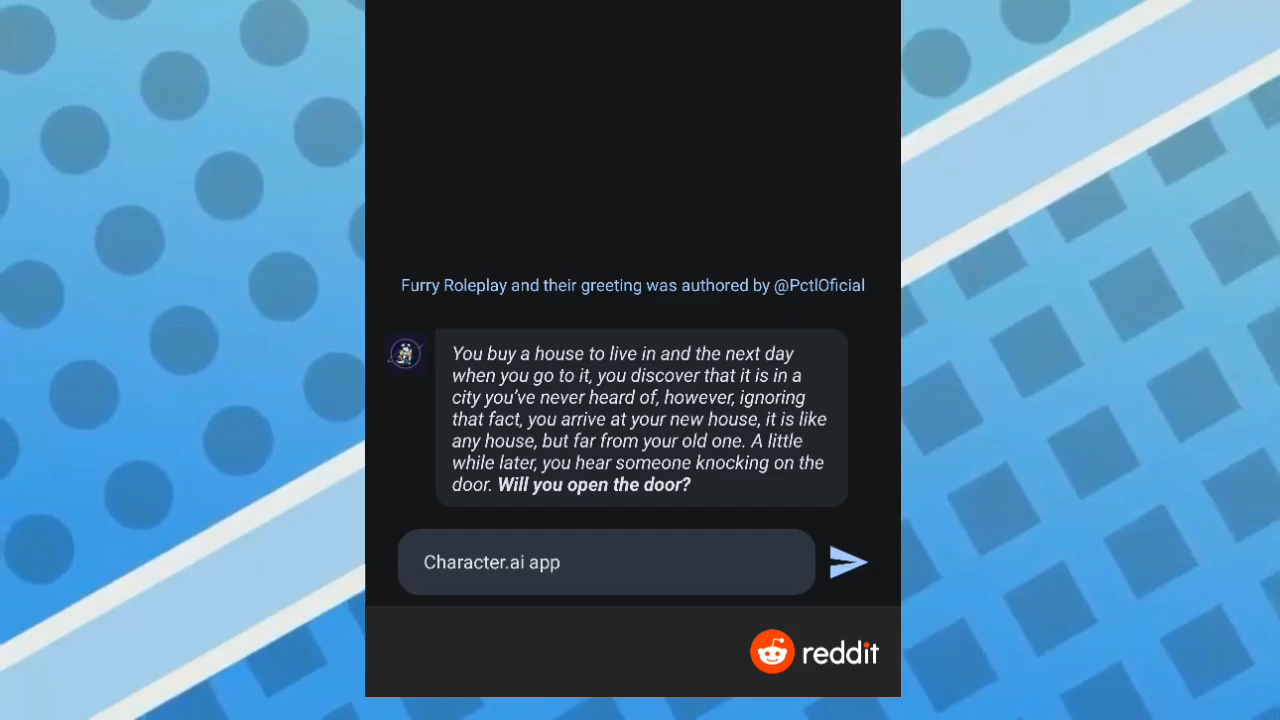 Furry Roleplay and their greeting was authored by @PctlOficial
You buy a house to live in and the next day
when you go to it, you discover that it is in a
city you've never heard of, however, ignoring
that fact, you arrive at your new house, it is like
any house, but far from your old one. A little
while later, you hear someone knocking on the
door. Will you open the door?
Character.ai app
reddit